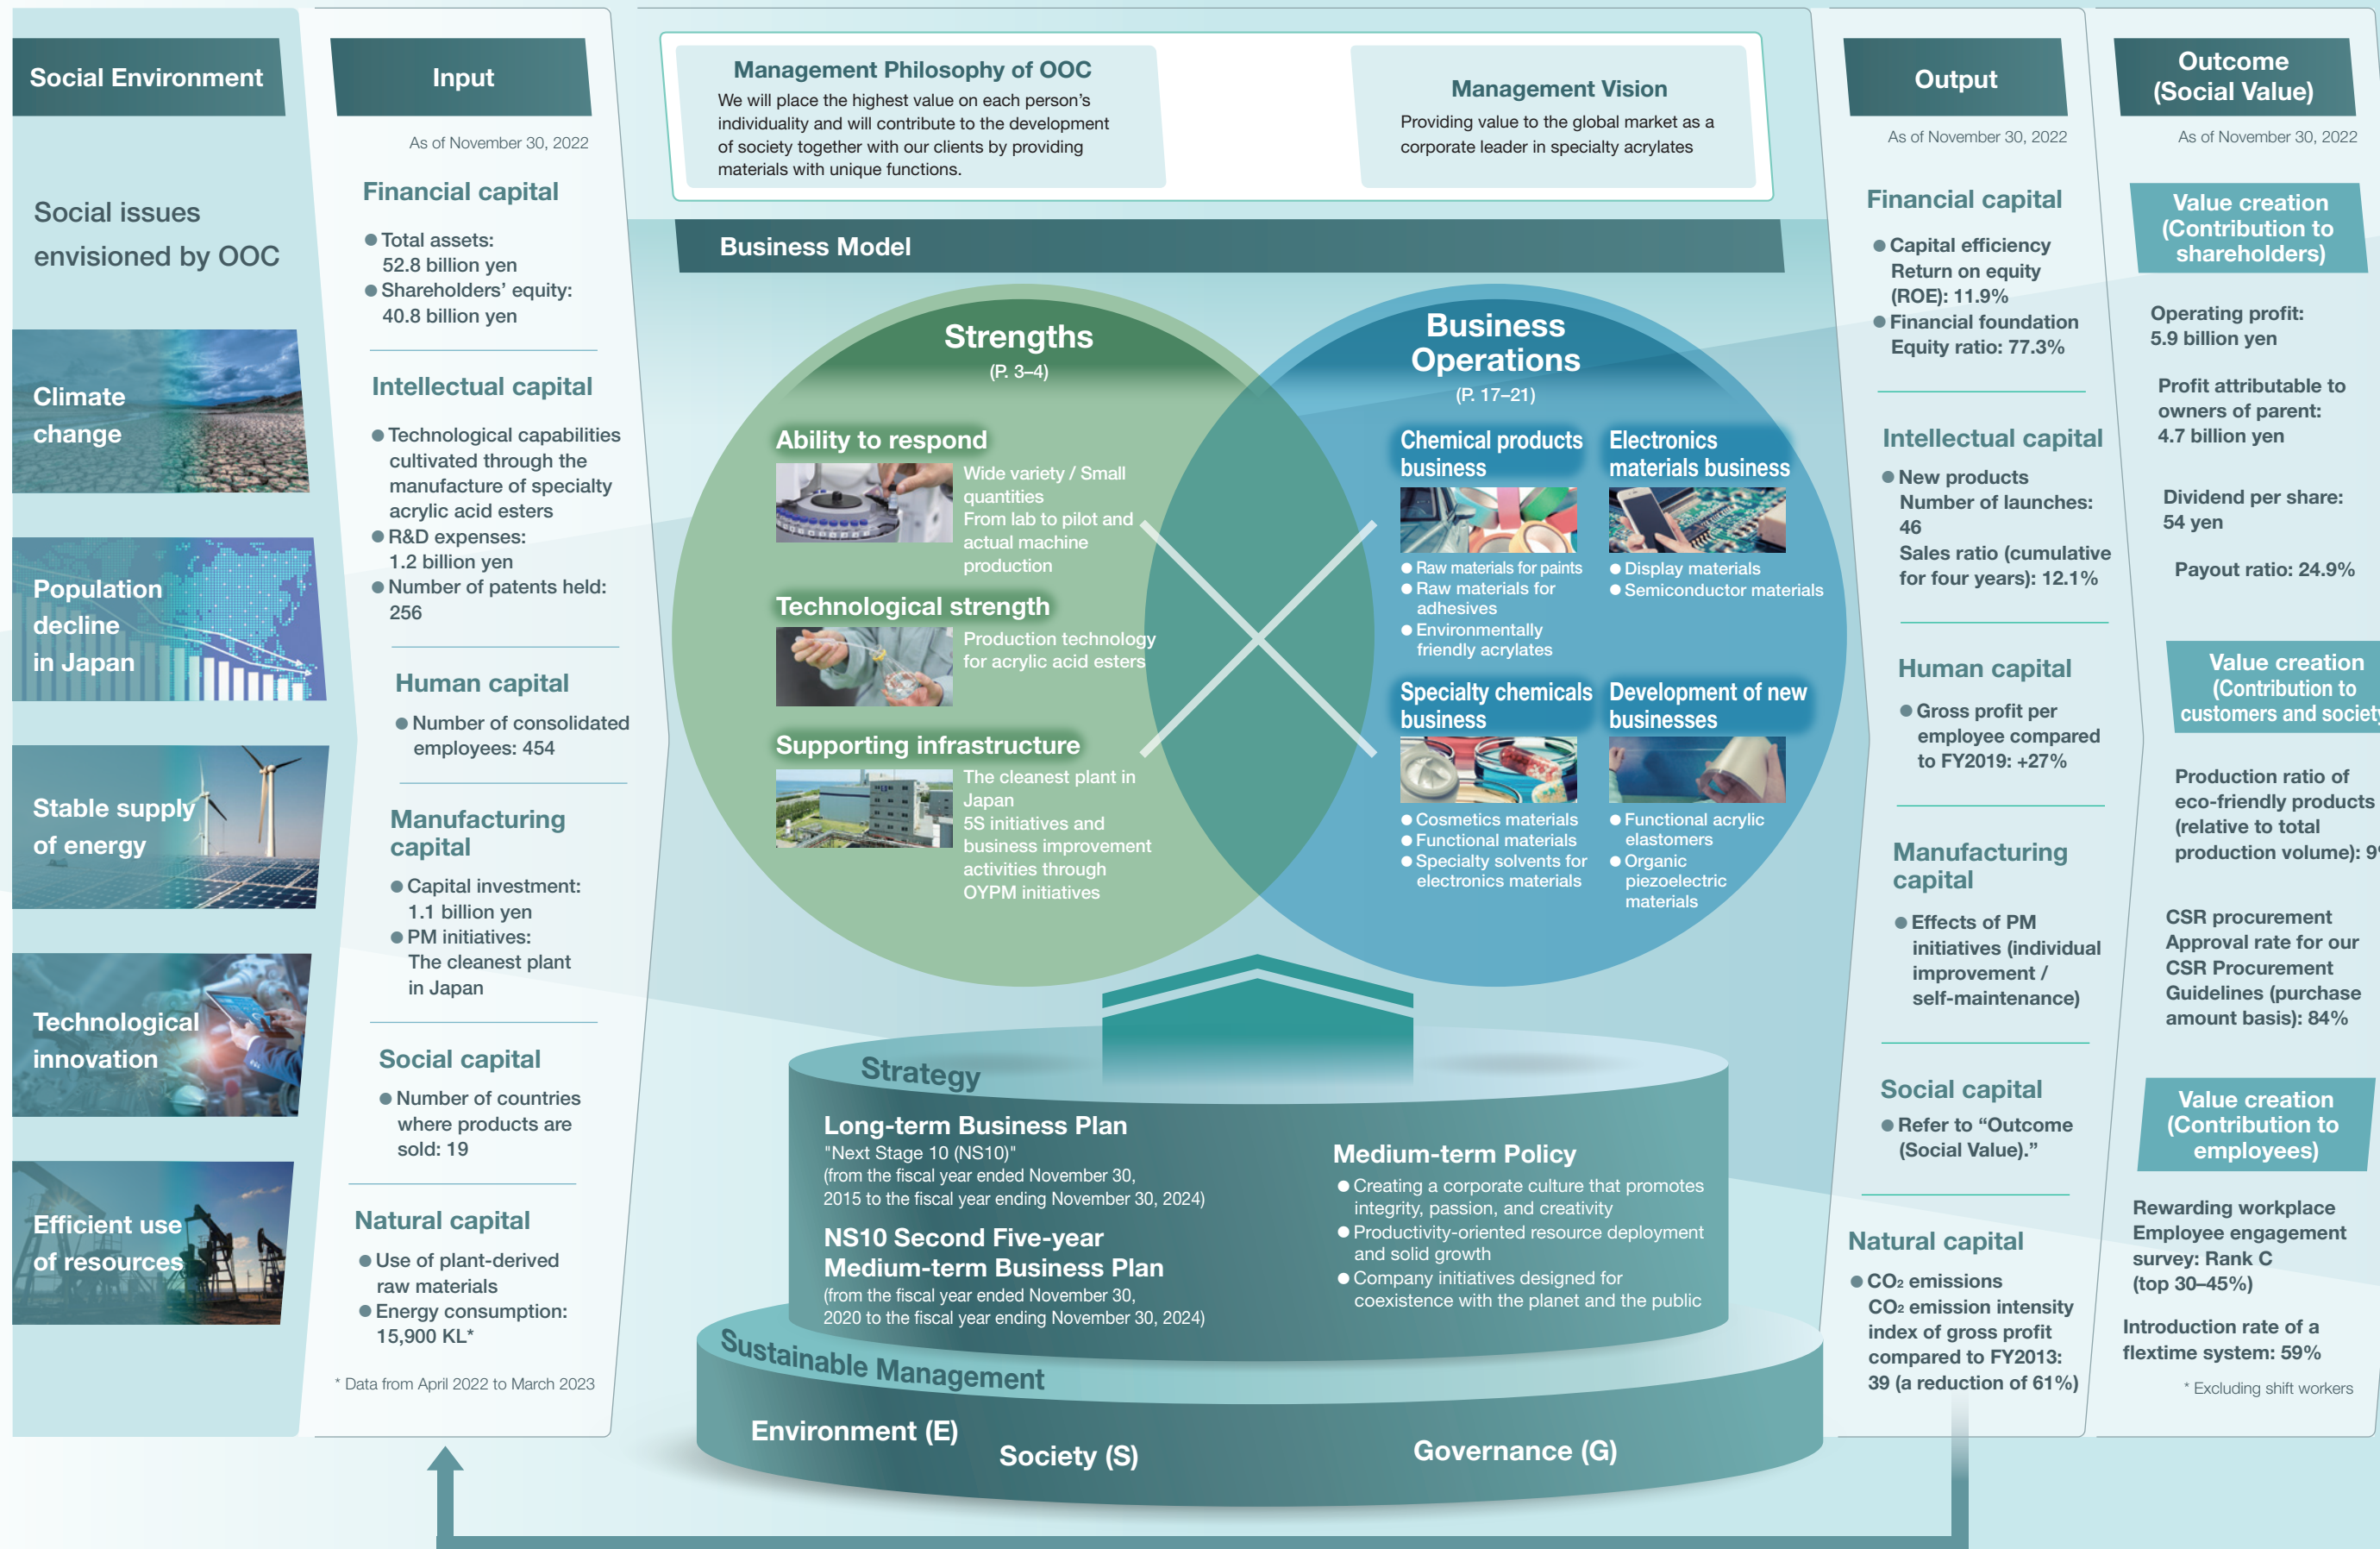 Social Environment
Social issues
envisioned by OOC
Climate
change
Population
decline
in Japan
Stable supply
of energy
Technological
innovation
Efficient use
of resources
Input
As of November 30, 2022
Financial capital
● Total assets:
52.8 billion yen
● Shareholders’ equity:
40.8 billion yen
Intellectual capital
● Technological capabilities
cultivated through the
manufacture of specialty
acrylic acid esters
● R&D expenses:
1.2 billion yen
● Number of patents held:
256
Human capital
● Number of consolidated
employees: 454
Manufacturing
capital
● Capital investment:
1.1 billion yen
● PM initiatives:
The cleanest plant
in Japan
Social capital
● Number of countries
where products are
sold: 19
Natural capital
● Use of plant-derived
raw materials
● Energy consumption:
15,900 KL*
* Data from April 2022 to March 2023
Management Philosophy of OOC
We will place the highest value on each person’s
individuality and will contribute to the development
of society together with our clients by providing
materials with unique functions.
Management Vision
Providing value to the global market as a
corporate leader in specialty acrylates
Business Model
Strengths
(P. 3–4)
Ability to respond
Wide variety / Small
quantities
From lab to pilot and
actual machine
production
Technological strength
Production technology
for acrylic acid esters
Supporting infrastructure
The cleanest plant in
Japan
5S initiatives and
business improvement
activities through
OYPM initiatives
Business
Operations
(P. 17–21)
Chemical products
business
● Raw materials for paints
● Raw materials for
adhesives
● Environmentally
friendly acrylates
Electronics
materials business
● Display materials
● Semiconductor materials
Specialty chemicals
business
● Cosmetics materials
● Functional materials
● Specialty solvents for
electronics materials
Development of new
businesses
● Functional acrylic
elastomers
● Organic
piezoelectric
materials
Strategy
Long-term Business Plan
"Next Stage 10 (NS10)"
(from the fiscal year ended November 30,
2015 to the fiscal year ending November 30, 2024)
NS10 Second Five-year
Medium-term Business Plan
(from the fiscal year ended November 30,
2020 to the fiscal year ending November 30, 2024)
Medium-term Policy
● Creating a corporate culture that promotes
integrity, passion, and creativity
● Productivity-oriented resource deployment
and solid growth
● Company initiatives designed for
coexistence with the planet and the public
Sustainable Management
Environment (E)
Society (S)
Governance (G)
Output
As of November 30, 2022
Financial capital
● Capital efficiency
Return on equity
(ROE): 11.9%
● Financial foundation
Equity ratio: 77.3%
Intellectual capital
● New products
Number of launches:
46
Sales ratio (cumulative
for four years): 12.1%
Human capital
● Gross profit per
employee compared
to FY2019: +27%
Manufacturing
capital
● Effects of PM
initiatives (individual
improvement /
self-maintenance)
Social capital
● Refer to “Outcome
(Social Value).”
Natural capital
● CO₂ emissions
CO₂ emission intensity
index of gross profit
compared to FY2013:
39 (a reduction of 61%)
Outcome
(Social Value)
As of November 30, 2022
Value creation
(Contribution to
shareholders)
Operating profit:
5.9 billion yen
Profit attributable to
owners of parent:
4.7 billion yen
Dividend per share:
54 yen
Payout ratio: 24.9%
Value creation
(Contribution to
customers and society
Production ratio of
eco-friendly products
(relative to total
production volume): 9%
CSR procurement
Approval rate for our
CSR Procurement
Guidelines (purchase
amount basis): 84%
Value creation
(Contribution to
employees)
Rewarding workplace
Employee engagement
survey: Rank C
(top 30–45%)
Introduction rate of a
flextime system: 59%
* Excluding shift workers